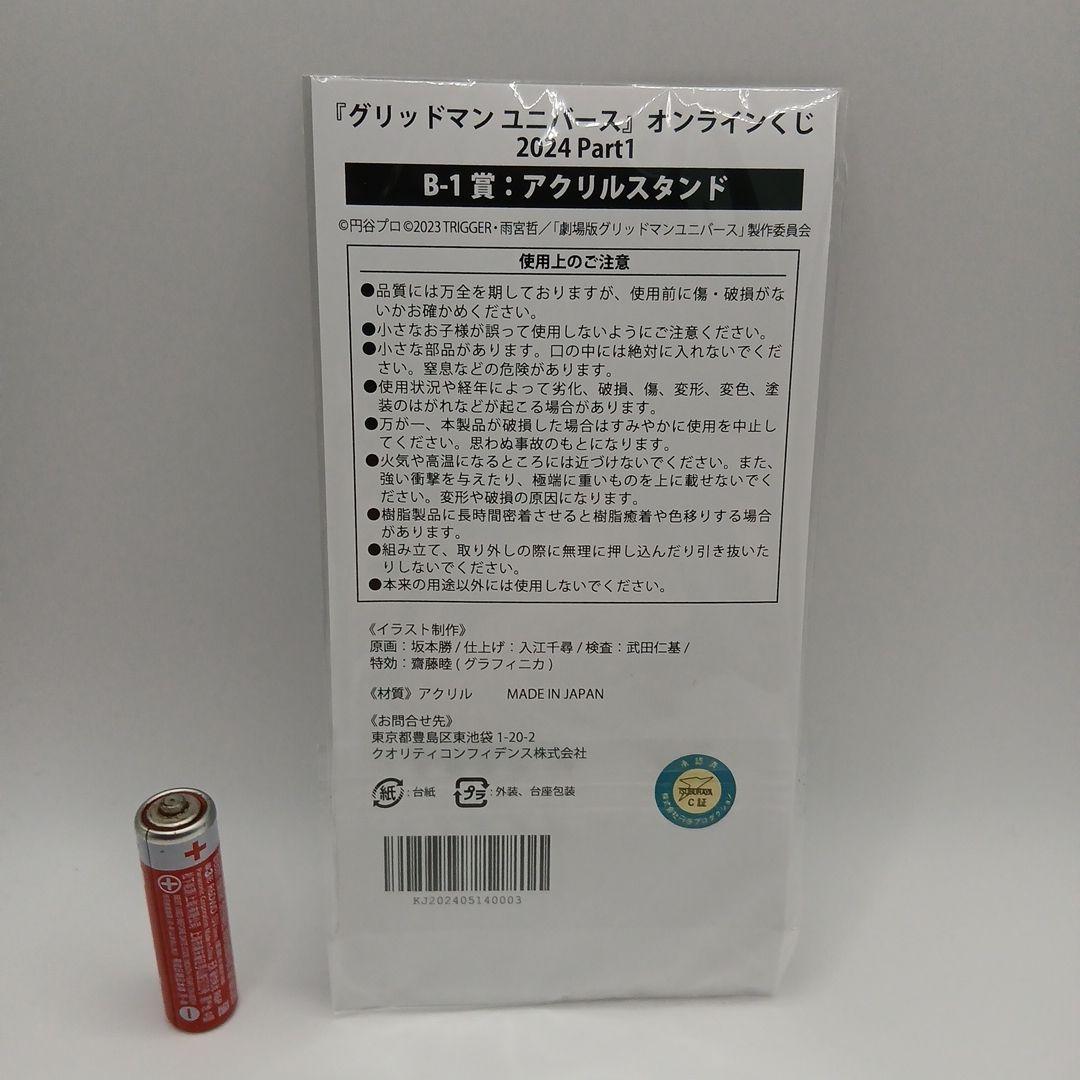 『グリッドマン ユニバース』オンラインくじ
2024 Part1
B-1 賞：アクリルスタンド
©円谷プロ ©2023 TRIGGER・雨宮哲／「劇場版グリッドマンユニバース」製作委員会
使用上のご注意
●品質には万全を期しておりますが、使用前に傷・破損がな
いかお確かめください。
●小さなお子様が誤って使用しないようにご注意ください。
●小さな部品があります。口の中には絶対に入れないでくだ
さい。窒息などの危険があります。
●使用状況や経年によって劣化、破損、傷、変形、変色、塗
装のはがれなどが起こる場合があります。
●万が一、本製品が破損した場合はすみやかに使用を中止し
てください。思わぬ事故のもとになります。
●火気や高温になるところには近づけないでください。また、
強い衝撃を与えたり、極端に重いものを上に載せないでく
ださい。変形や破損の原因になります。
●樹脂製品に長時間密着させると樹脂癒着や色移りする場合
があります。
●組み立て、取り外しの際に無理に押し込んだり引き抜いた
りしないでください。
●本来の用途以外には使用しないでください。
《イラスト制作》
原画：坂本勝 / 仕上げ：入江千尋 / 検査：武田仁基 /
特効：齋藤睦 ( グラフィニカ )
《材質》アクリル MADE IN JAPAN
《お問合せ先》
東京都豊島区東池袋 1-20-2
クオリティコンフィデンス株式会社
紙：台紙 プラ：外装、台座包装
承認済
TSUBURAYA
C証
株式会社円谷プロダクション
KJ202405140003